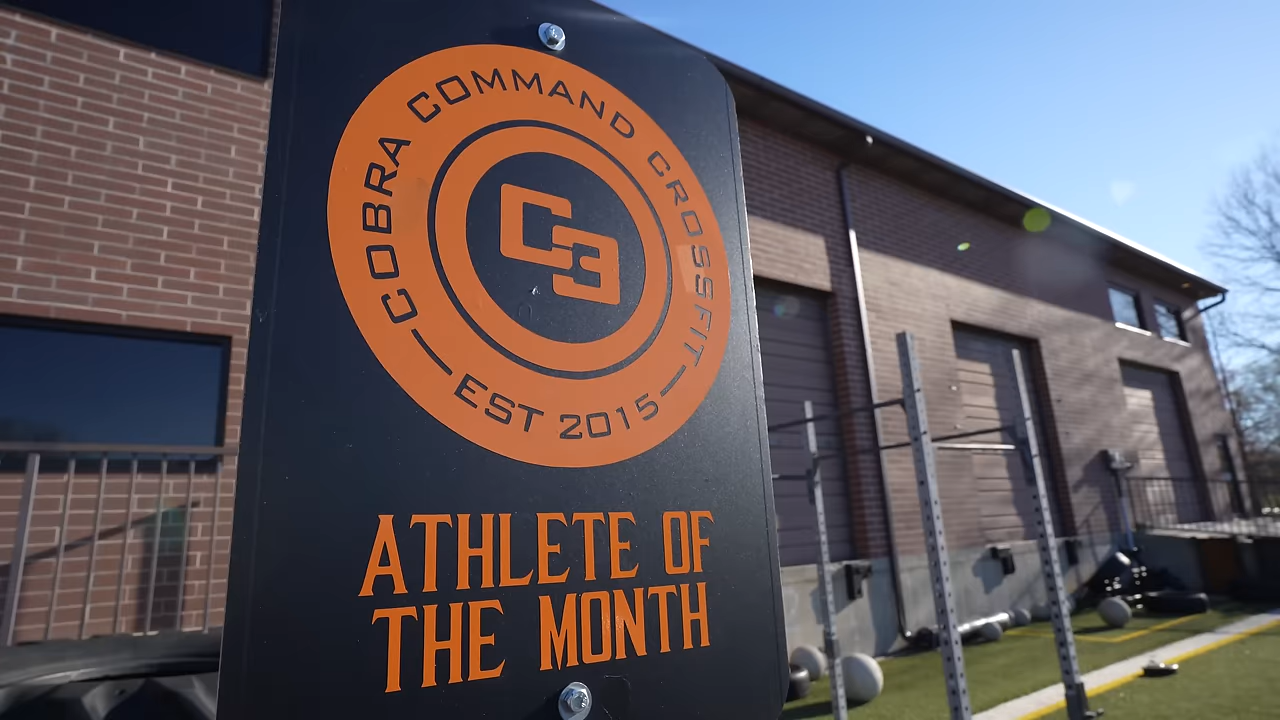 COBRA COMMAND CROSSFIT
C3
EST 2015
ATHLETE OF
THE MONTH